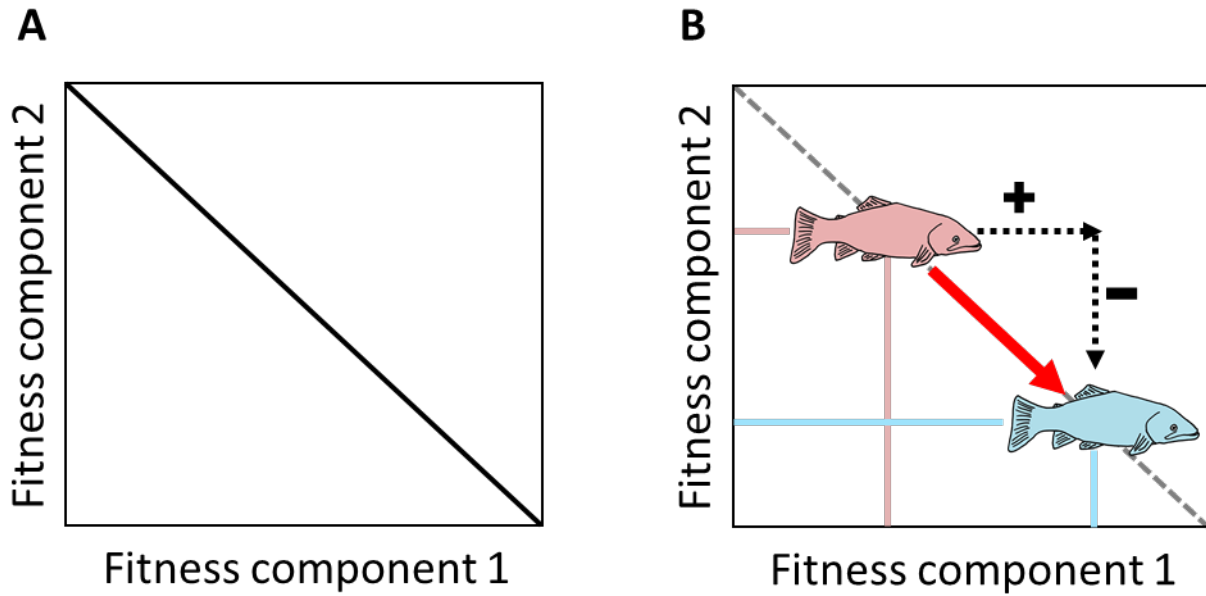 A
Fitness component 2
Fitness component 1
B
Fitness component 2
+
-
Fitness component 1